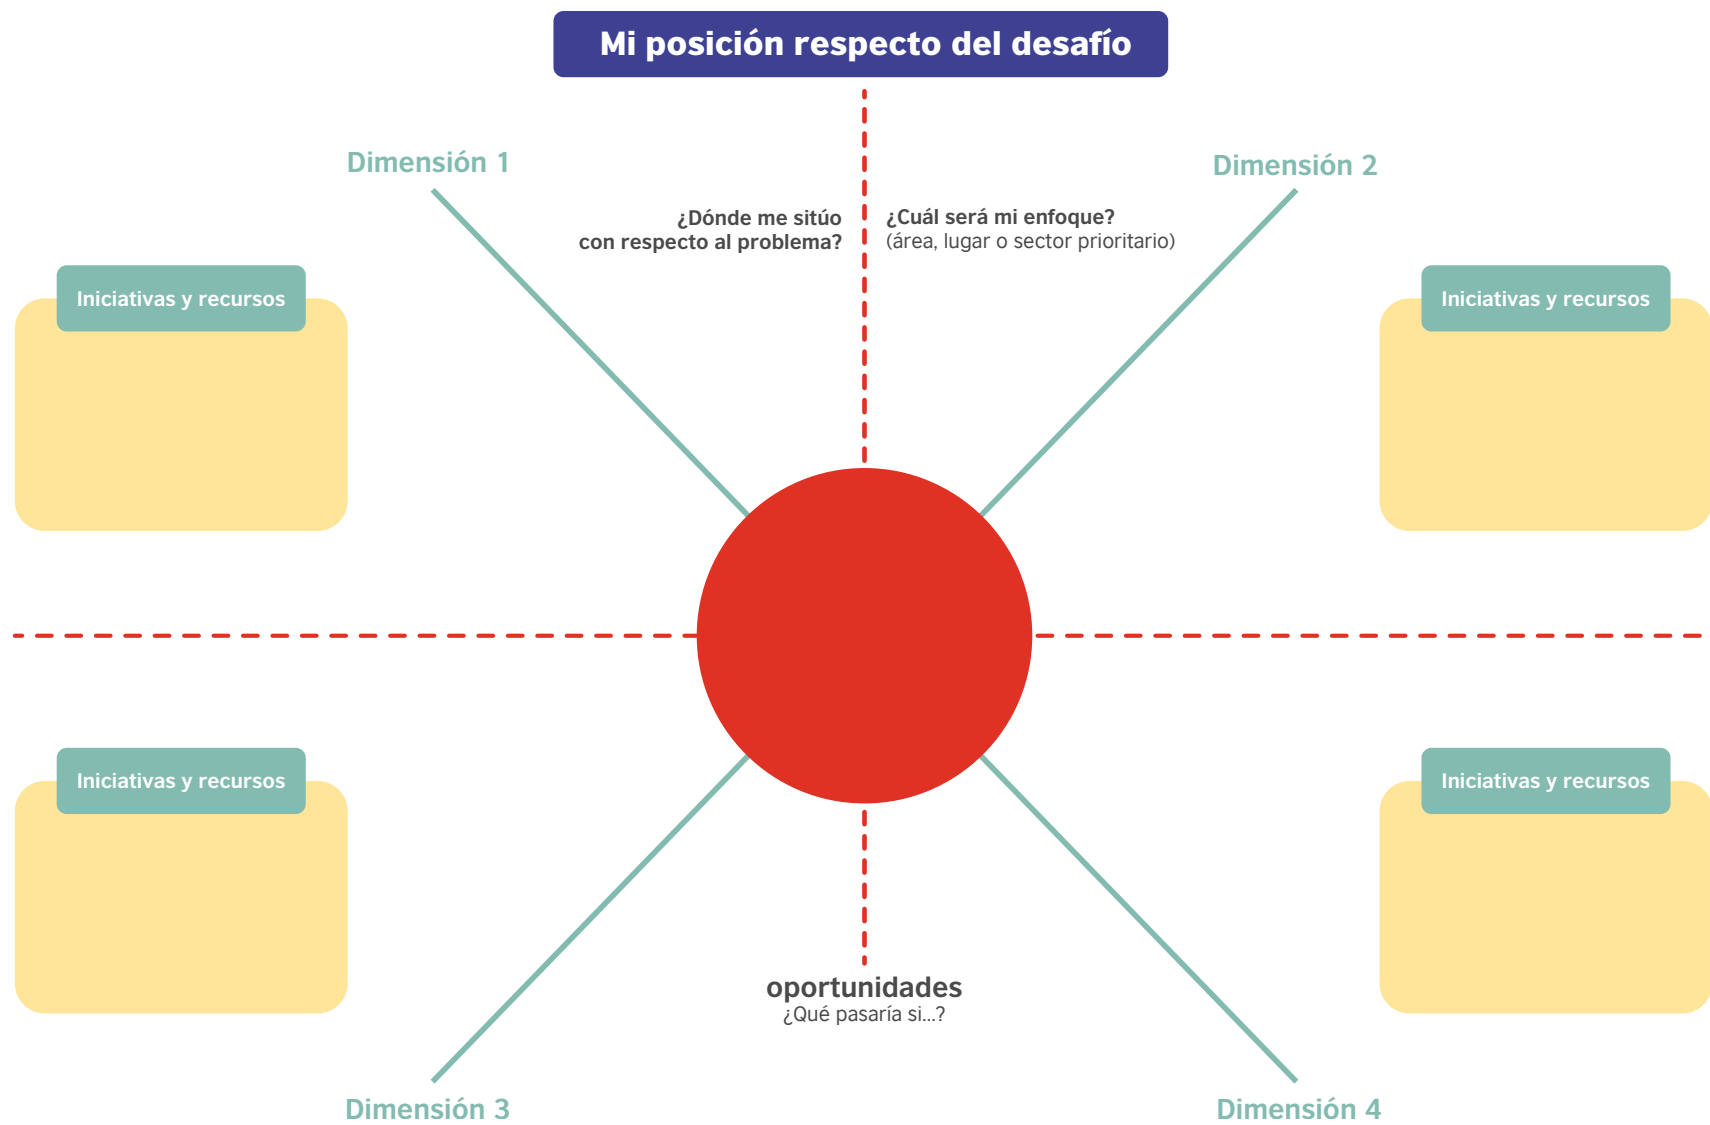 Mi posición respecto del desafío
Dimensión 1
Dimensión 2
¿Dónde me sitúo
con respecto al problema?
¿Cuál será mi enfoque?
(área, lugar o sector prioritario)
Iniciativas y recursos
Iniciativas y recursos
Iniciativas y recursos
Iniciativas y recursos
oportunidades
¿Qué pasaría si...?
Dimensión 3
Dimensión 4